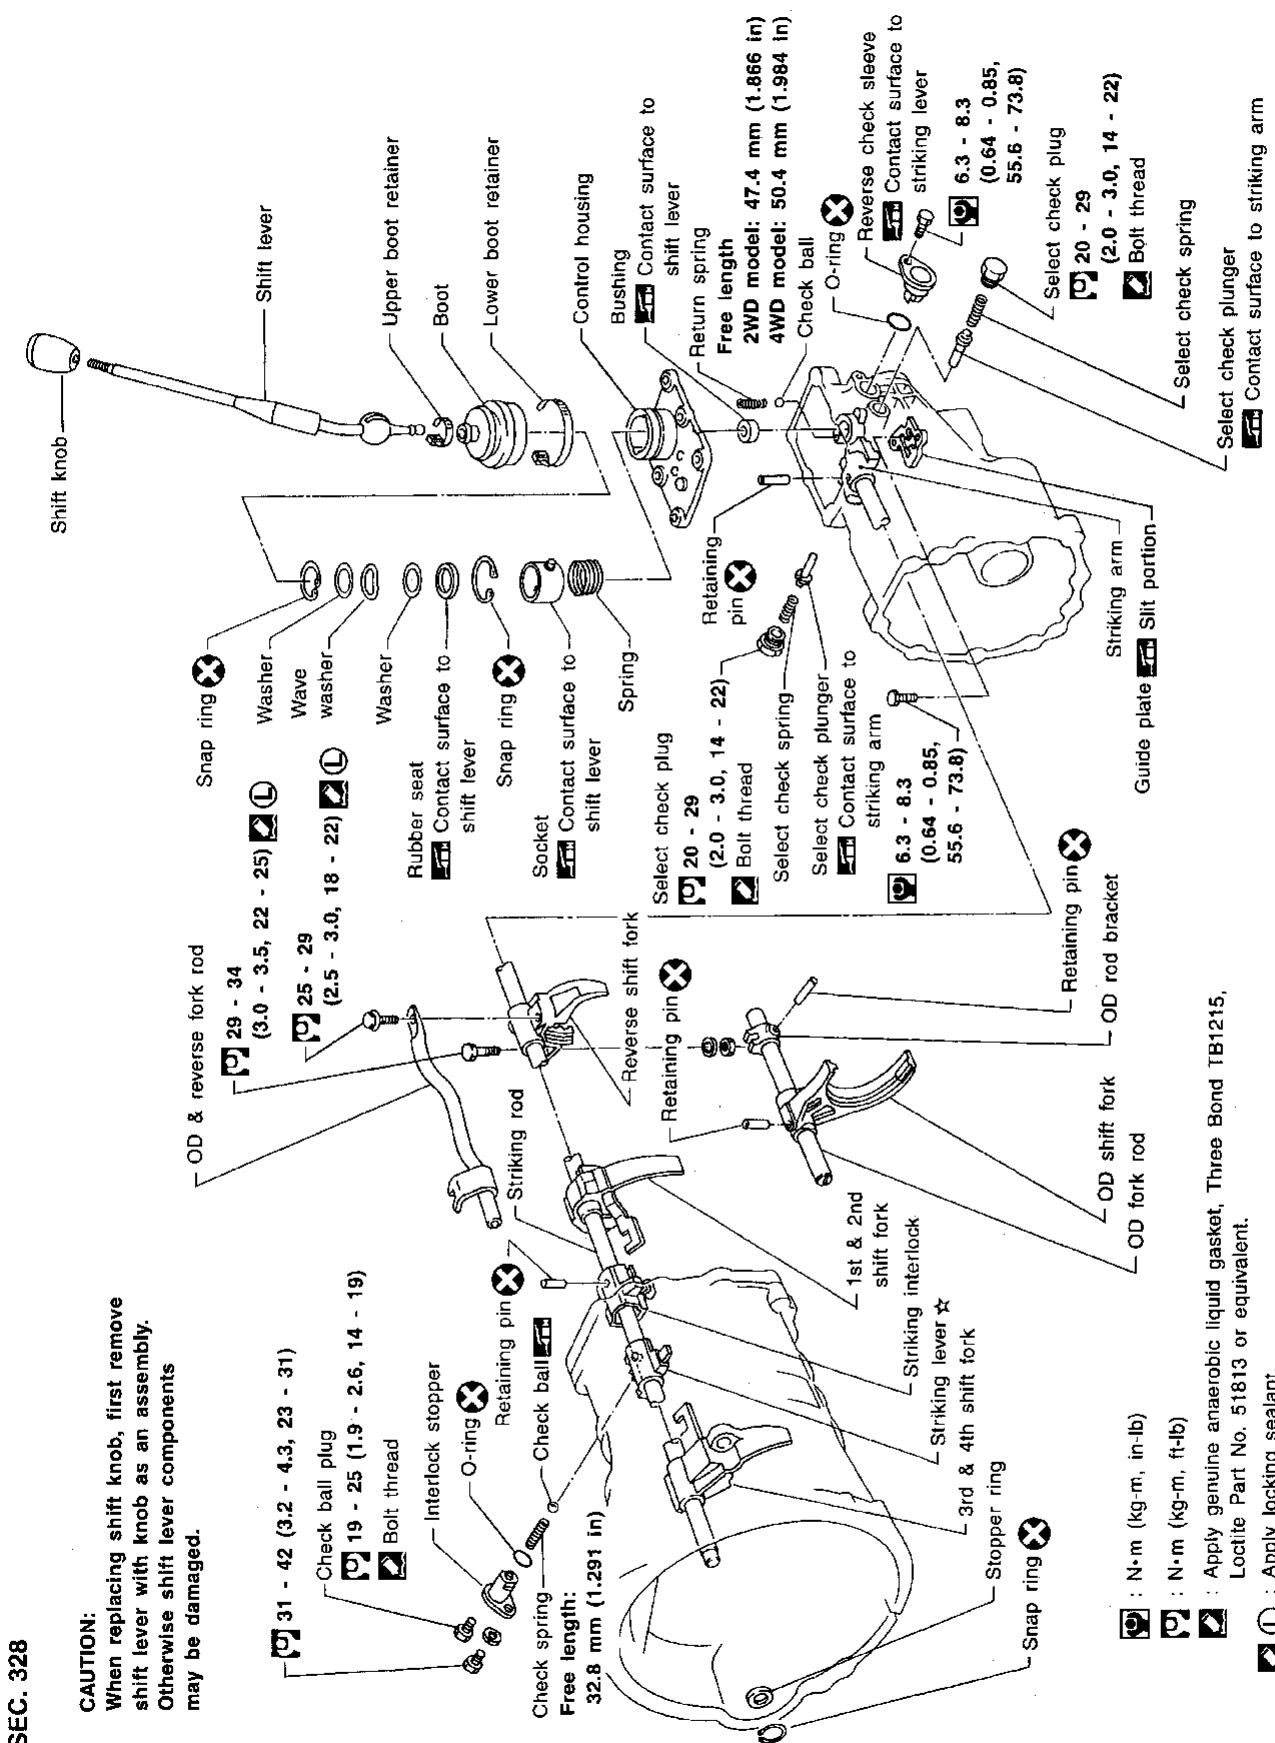 SEC. 328
CAUTION:
When replacing shift knob, first remove
shift lever with knob as an assembly.
Otherwise shift lever components
may be damaged.
Shift knob
Shift lever
Upper boot retainer
Boot
Lower boot retainer
Control housing
Bushing
Contact surface to
shift lever
Return spring
Free length
2WD model: 47.4 mm (1.866 in)
4WD model: 50.4 mm (1.984 in)
Check ball
O-ring
Reverse check sleeve
Contact surface to
striking lever
6.3 - 8.3
(0.64 - 0.85,
55.6 - 73.8)
Select check plug
20 - 29
(2.0 - 3.0, 14 - 22)
Bolt thread
Select check spring
Select check plunger
Contact surface to striking arm
Snap ring
Washer
Wave
washer
Washer
Rubber seat
Contact surface to
shift lever
Snap ring
Socket
Contact surface to
shift lever
Spring
Retaining
pin
Select check plug
20 - 29
(2.0 - 3.0, 14 - 22)
Bolt thread
Select check spring
Select check plunger
Contact surface to
striking arm
6.3 - 8.3
(0.64 - 0.85,
55.6 - 73.8)
Striking arm
Guide plate Slit portion
OD & reverse fork rod
29 - 34
(3.0 - 3.5, 22 - 25) L
25 - 29
(2.5 - 3.0, 18 - 22) L
Reverse shift fork
Retaining pin
Retaining pin
OD rod bracket
OD shift fork
OD fork rod
Striking rod
Retaining pin
1st & 2nd
shift fork
Striking interlock
Striking lever ☆
3rd & 4th shift fork
Stopper ring
Snap ring
31 - 42 (3.2 - 4.3, 23 - 31)
Check ball plug
19 - 25 (1.9 - 2.6, 14 - 19)
Bolt thread
Interlock stopper
O-ring
Check ball
Check spring
Free length:
32.8 mm (1.291 in)
: N•m (kg-m, in-lb)
: N•m (kg-m, ft-lb)
: Apply genuine anaerobic liquid gasket, Three Bond TB1215,
Loctite Part No. 51813 or equivalent.
L : Apply locking sealant